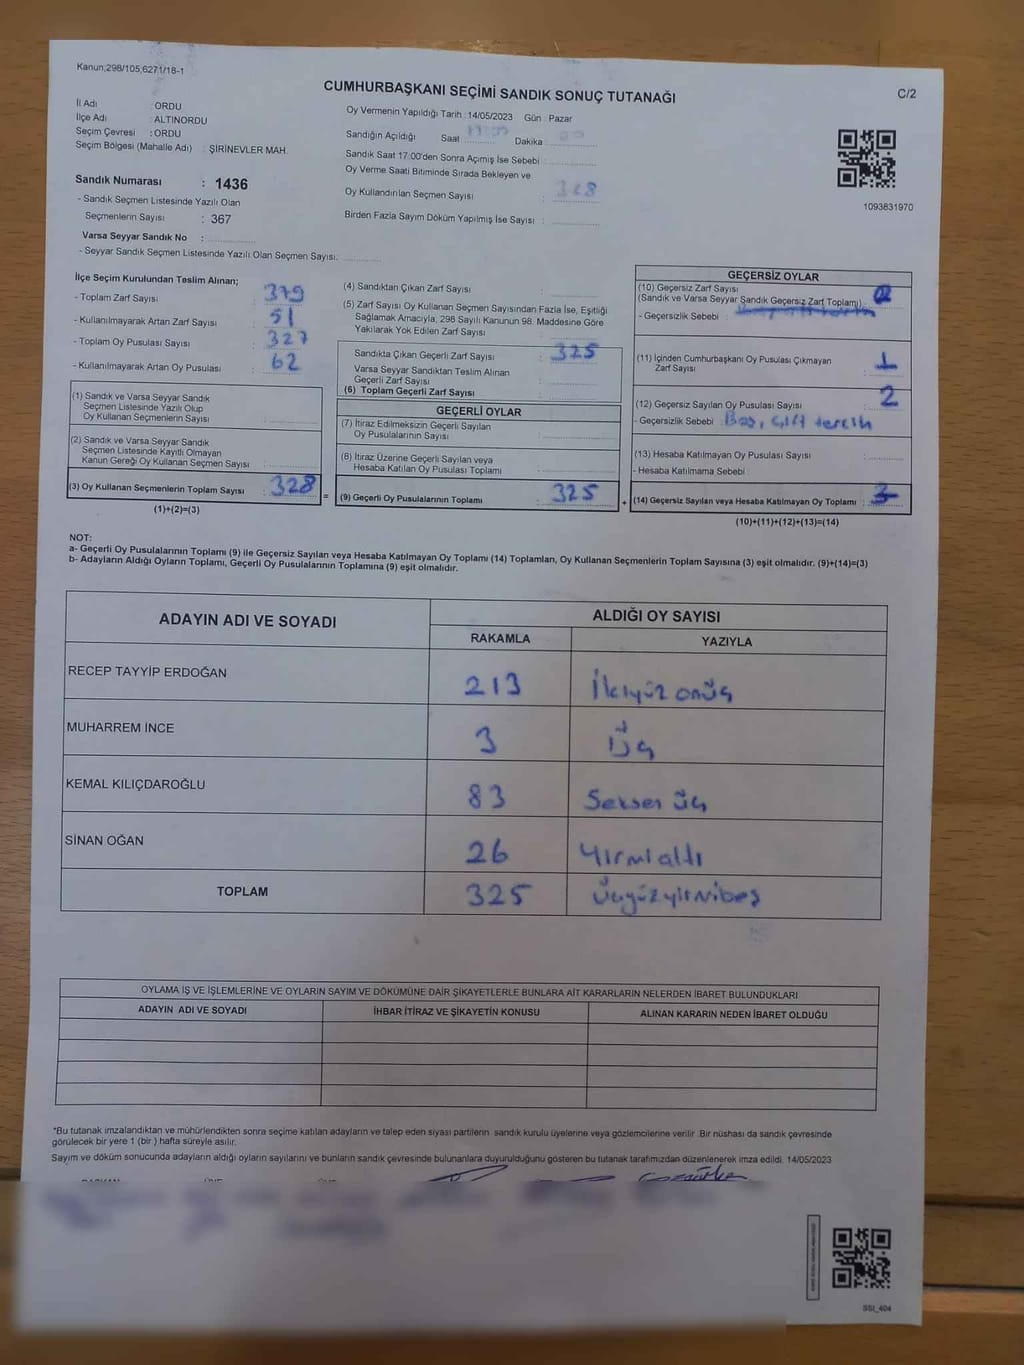 Kanun,298/105,6271/18-1
CUMHURBAŞKANI SEÇİMİ SANDIK SONUÇ TUTANAĞI
C/2
İl Adı : ORDU
İlçe Adı : ALTINORDU
Seçim Çevresi : ORDU
Seçim Bölgesi (Mahalle Adı) : ŞİRİNEVLER MAH.
Sandık Numarası : 1436
- Sandık Seçmen Listesinde Yazılı Olan
Seçmenlerin Sayısı : 367
Varsa Seyyar Sandık No :
- Seyyar Sandık Seçmen Listesinde Yazılı Olan Seçmen Sayısı:
Oy Vermenin Yapıldığı Tarih : 14/05/2023 Gün : Pazar
Sandığın Açıldığı Saat Dakika
Sandık Saat 17:00'den Sonra Açımış İse Sebebi :
Oy Verme Saati Bitiminde Sırada Bekleyen ve
Oy Kullandırılan Seçmen Sayısı : 328
Birden Fazla Sayım Döküm Yapılmış İse Sayısı :
1093831970
İlçe Seçim Kurulundan Teslim Alınan;
- Toplam Zarf Sayısı : 379
- Kullanılmayarak Artan Zarf Sayısı : 51
- Toplam Oy Pusulası Sayısı : 327
- Kullanılmayarak Artan Oy Pusulası : 62
(1) Sandık ve Varsa Seyyar Sandık
Seçmen Listesinde Yazılı Olup
Oy Kullanan Seçmenlerin Sayısı :
(2) Sandık ve Varsa Seyyar Sandık
Seçmen Listesinde Kayıtlı Olmayan
Kanun Gereği Oy Kullanan Seçmen Sayısı :
(3) Oy Kullanan Seçmenlerin Toplam Sayısı : 328 =
(1)+(2)=(3)
(4) Sandıktan Çıkan Zarf Sayısı :
(5) Zarf Sayısı Oy Kullanan Seçmen Sayısından Fazla İse, Eşitliği
Sağlamak Amacıyla, 298 Sayılı Kanunun 98. Maddesine Göre
Yakılarak Yok Edilen Zarf Sayısı :
Sandıkta Çıkan Geçerli Zarf Sayısı : 325
Varsa Seyyar Sandıktan Teslim Alınan
Geçerli Zarf Sayısı :
(6) Toplam Geçerli Zarf Sayısı :
GEÇERLİ OYLAR
(7) İtiraz Edilmeksizin Geçerli Sayılan
Oy Pusulalarının Sayısı :
(8) İtiraz Üzerine Geçerli Sayılan veya
Hesaba Katılan Oy Pusulası Toplamı :
(9) Geçerli Oy Pusulalarının Toplamı : 325 +
GEÇERSİZ OYLAR
(10) Geçersiz Zarf Sayısı
(Sandık ve Varsa Seyyar Sandık Geçersiz Zarf Toplamı) :
- Geçersizlik Sebebi :
(11) İçinden Cumhurbaşkanı Oy Pusulası Çıkmayan
Zarf Sayısı : 1
(12) Geçersiz Sayılan Oy Pusulası Sayısı : 2
- Geçersizlik Sebebi : Boş, çift tercih
(13) Hesaba Katılmayan Oy Pusulası Sayısı :
- Hesaba Katılmama Sebebi :
(14) Geçersiz Sayılan veya Hesaba Katılmayan Oy Toplamı : 3
(10)+(11)+(12)+(13)=(14)
NOT:
a- Geçerli Oy Pusulalarının Toplamı (9) ile Geçersiz Sayılan veya Hesaba Katılmayan Oy Toplamı (14) Toplamları, Oy Kullanan Seçmenlerin Toplam Sayısına (3) eşit olmalıdır. (9)+(14)=(3)
b- Adayların Aldığı Oyların Toplamı, Geçerli Oy Pusulalarının Toplamına (9) eşit olmalıdır.
ADAYIN ADI VE SOYADI
ALDIĞI OY SAYISI
RAKAMLA YAZIYLA
RECEP TAYYİP ERDOĞAN 213 İkiyüz onüç
MUHARREM İNCE 3 Üç
KEMAL KILIÇDAROĞLU 83 Seksen üç
SİNAN OĞAN 26 Yirmi altı
TOPLAM 325 Üçyüzyirmibeş
OYLAMA İŞ VE İŞLEMLERİNE VE OYLARIN SAYIM VE DÖKÜMÜNE DAİR ŞİKAYETLERLE BUNLARA AİT KARARLARIN NELERDEN İBARET BULUNDUKLARI
ADAYIN ADI VE SOYADI İHBAR İTİRAZ VE ŞİKAYETİN KONUSU ALINAN KARARIN NEDEN İBARET OLDUĞU
*Bu tutanak imzalandıktan ve mühürlendikten sonra seçime katılan adayların ve talep eden siyasi partilerin sandık kurulu üyelerine veya gözlemcilerine verilir. Bir nüshası da sandık çevresinde
görülecek bir yere 1 (bir ) hafta süreyle asılır.
Sayım ve döküm sonucunda adayların aldığı oyların sayılarını ve bunların sandık çevresinde bulunanlara duyurulduğunu gösteren bu tutanak tarafımızdan düzenlenerek imza edildi. 14/05/2023
SSI_404